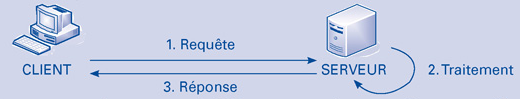 1. Requête
CLIENT
SERVEUR
2. Traitement
3. Réponse